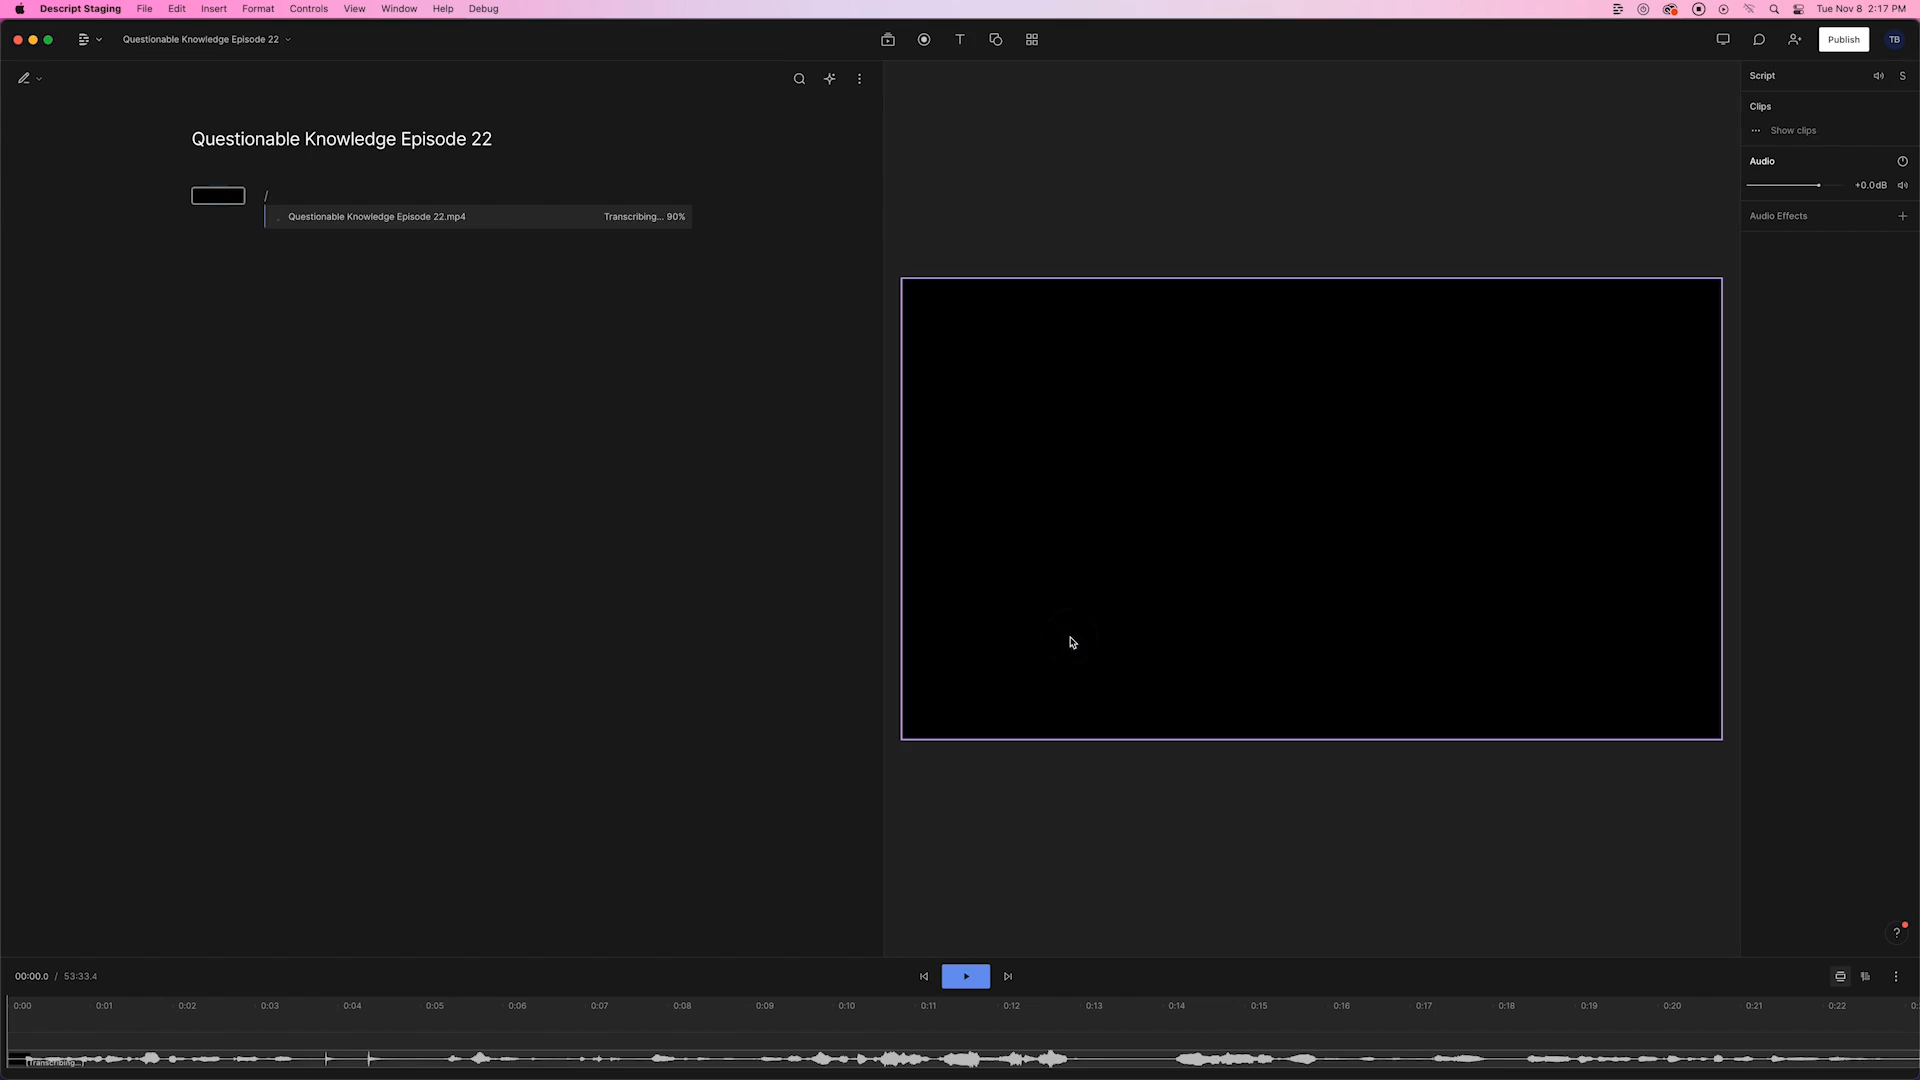 Descript Staging File Edit Insert Format Controls View Window Help Debug Tue Nov 8 2:17 PM
Questionable Knowledge Episode 22 T Publish TB
Script S
Clips
Show clips
Audio
+0.0dB
Audio Effects
Questionable Knowledge Episode 22
/
Questionable Knowledge Episode 22.mp4 Transcribing... 90%
?
00:00.0 / 53:33.4
0:00 0:01 0:02 0:03 0:04 0:05 0:06 0:07 0:08 0:09 0:10 0:11 0:12 0:13 0:14 0:15 0:16 0:17 0:18 0:19 0:20 0:21 0:22
[Transcribing...]